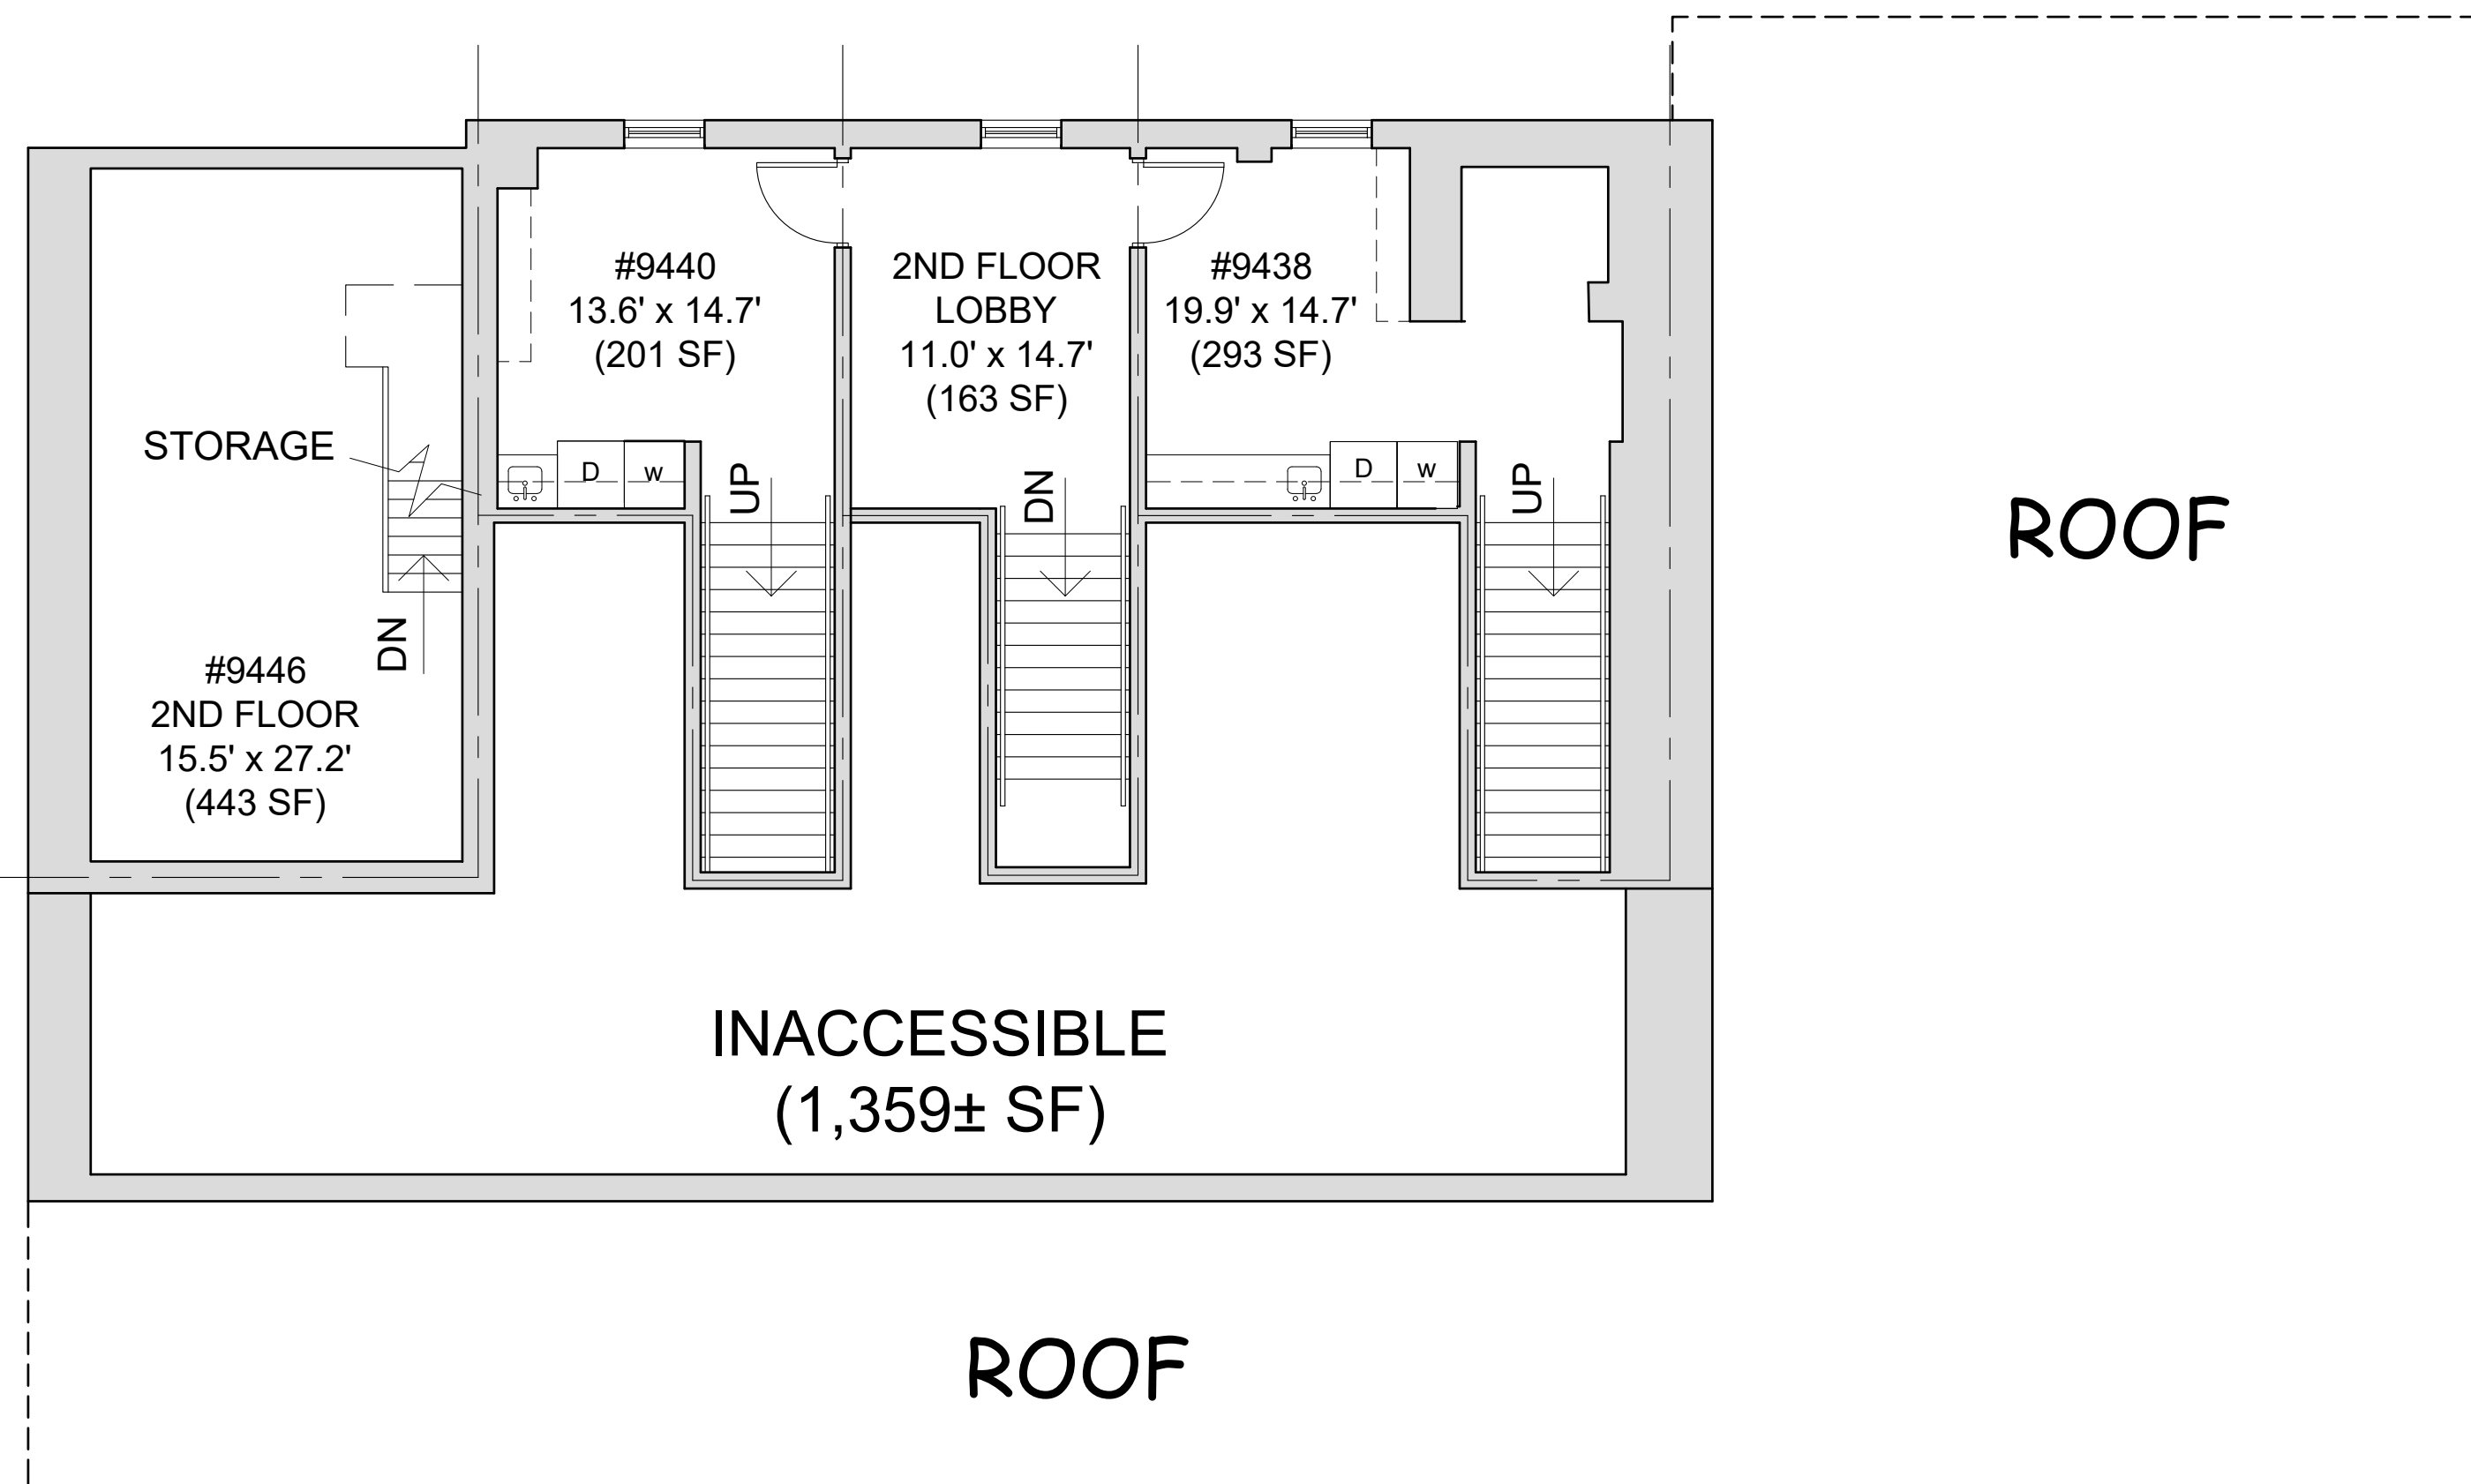 #9440
13.6' x 14.7'
(201 SF)
2ND FLOOR
LOBBY
11.0' x 14.7'
(163 SF)
#9438
19.9' x 14.7'
(293 SF)
STORAGE
D
w
UP
DN
D
w
UP
ROOF
DN
#9446
2ND FLOOR
15.5' x 27.2'
(443 SF)
INACCESSIBLE
(1,359± SF)
ROOF